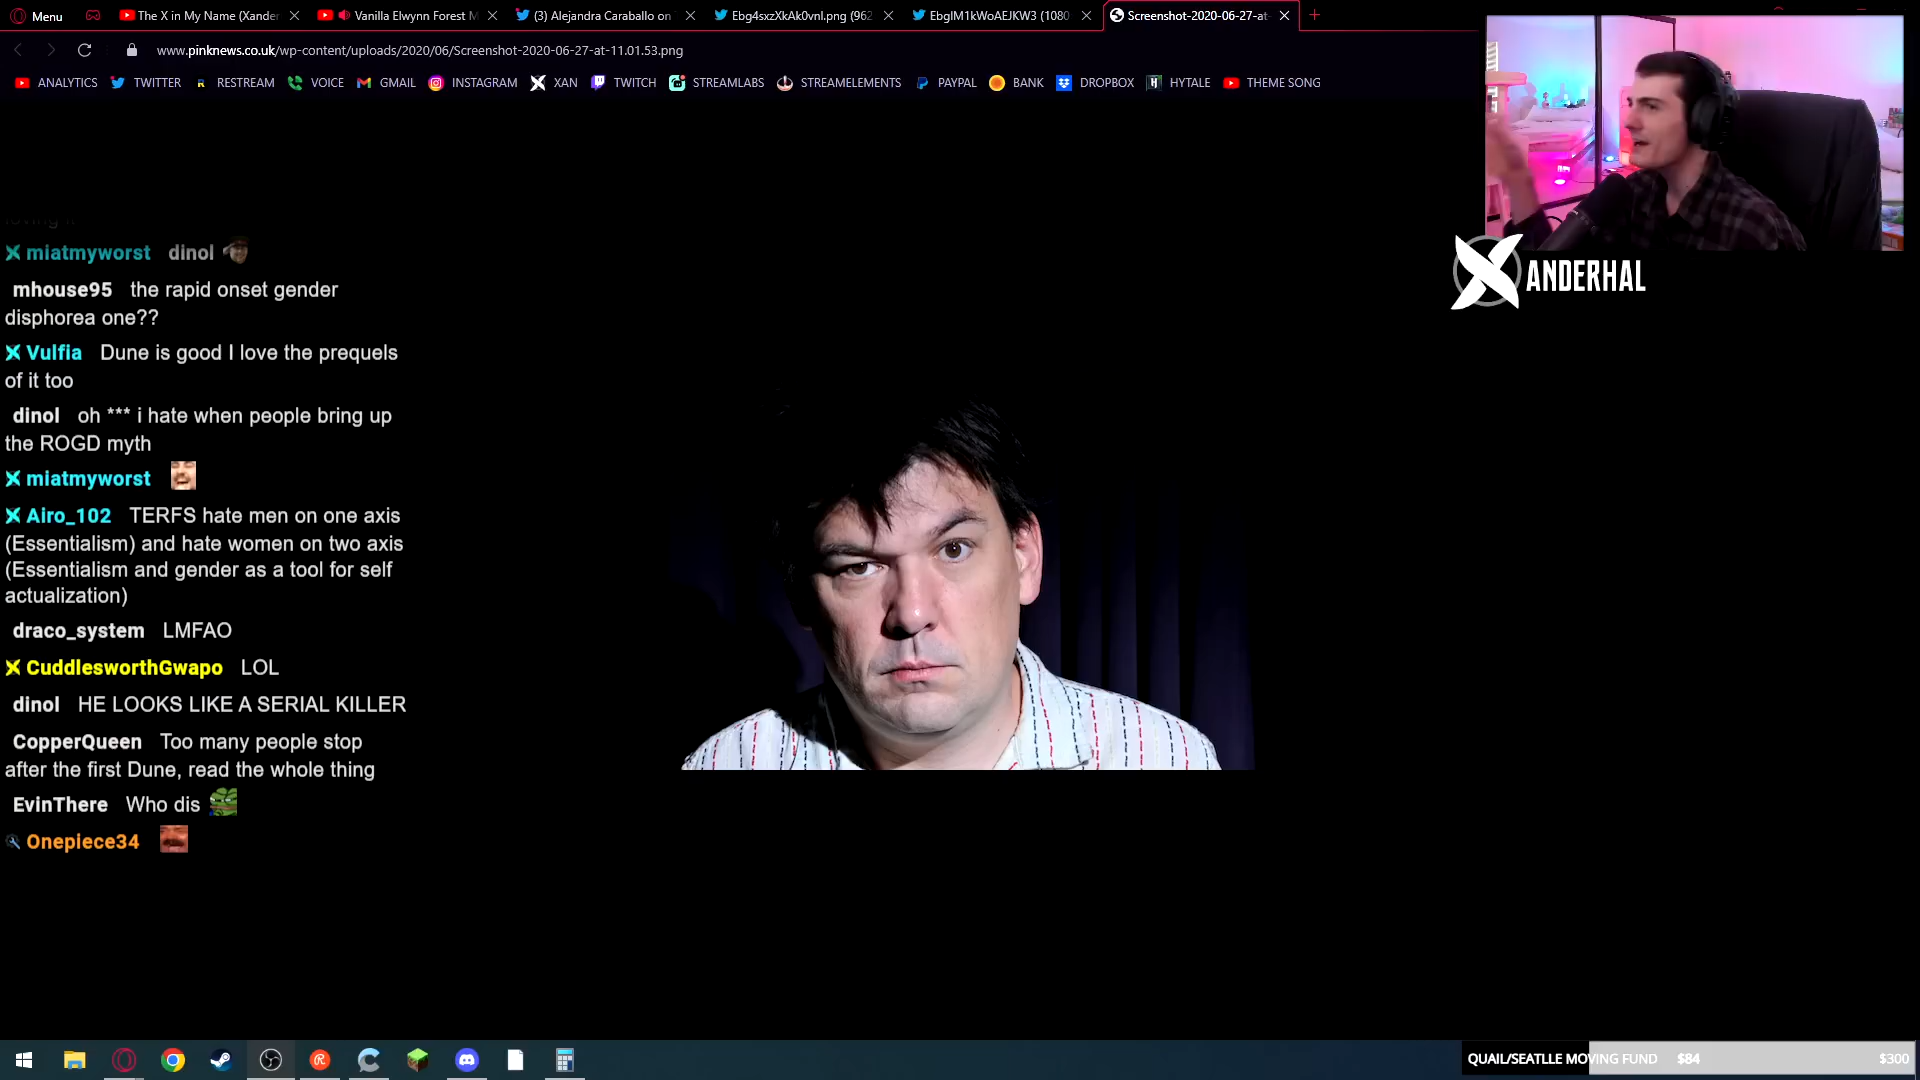 Menu
The X in My Name (Xander
Vanilla Elwynn Forest M
(3) Alejandra Caraballo on
Ebg4sxzXkAk0vnl.png (962
EbglM1kWoAEJKW3 (1080
Screenshot-2020-06-27-at-
www.pinknews.co.uk/wp-content/uploads/2020/06/Screenshot-2020-06-27-at-11.01.53.png
ANALYTICS TWITTER RESTREAM VOICE GMAIL INSTAGRAM XAN TWITCH STREAMLABS STREAMELEMENTS PAYPAL BANK DROPBOX HYTALE THEME SONG
XANDERHAL
loving it
miatmyworst dinol
mhouse95 the rapid onset gender
disphorea one??
Vulfia Dune is good I love the prequels
of it too
dinol oh *** i hate when people bring up
the ROGD myth
miatmyworst
Airo_102 TERFS hate men on one axis
(Essentialism) and hate women on two axis
(Essentialism and gender as a tool for self
actualization)
draco_system LMFAO
CuddlesworthGwapo LOL
dinol HE LOOKS LIKE A SERIAL KILLER
CopperQueen Too many people stop
after the first Dune, read the whole thing
EvinThere Who dis
Onepiece34
QUAIL/SEATLLE MOVING FUND $84 $300